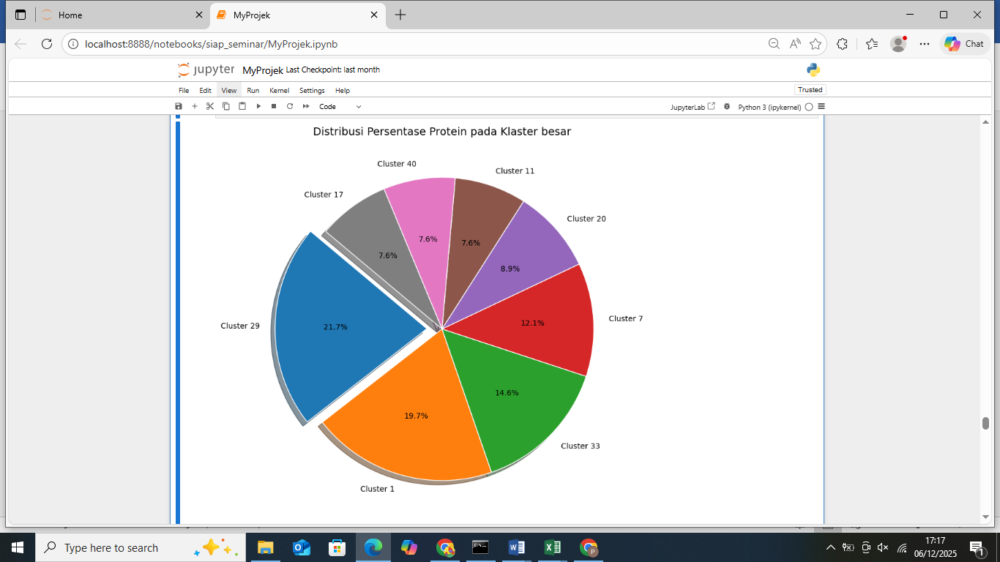 Home
MyProjek
localhost:8888/notebooks/siap_seminar/MyProjek.ipynb
Chat
jupyter MyProjek Last Checkpoint: last month
File Edit View Run Kernel Settings Help
Trusted
Code
JupyterLab
Python 3 (ipykernel)
Distribusi Persentase Protein pada Klaster besar
Cluster 40
Cluster 11
Cluster 17
Cluster 20
7.6%
7.6%
7.6%
8.9%
Cluster 29
21.7%
12.1%
Cluster 7
14.6%
19.7%
Cluster 33
Cluster 1
Type here to search
17:17
06/12/2025
1